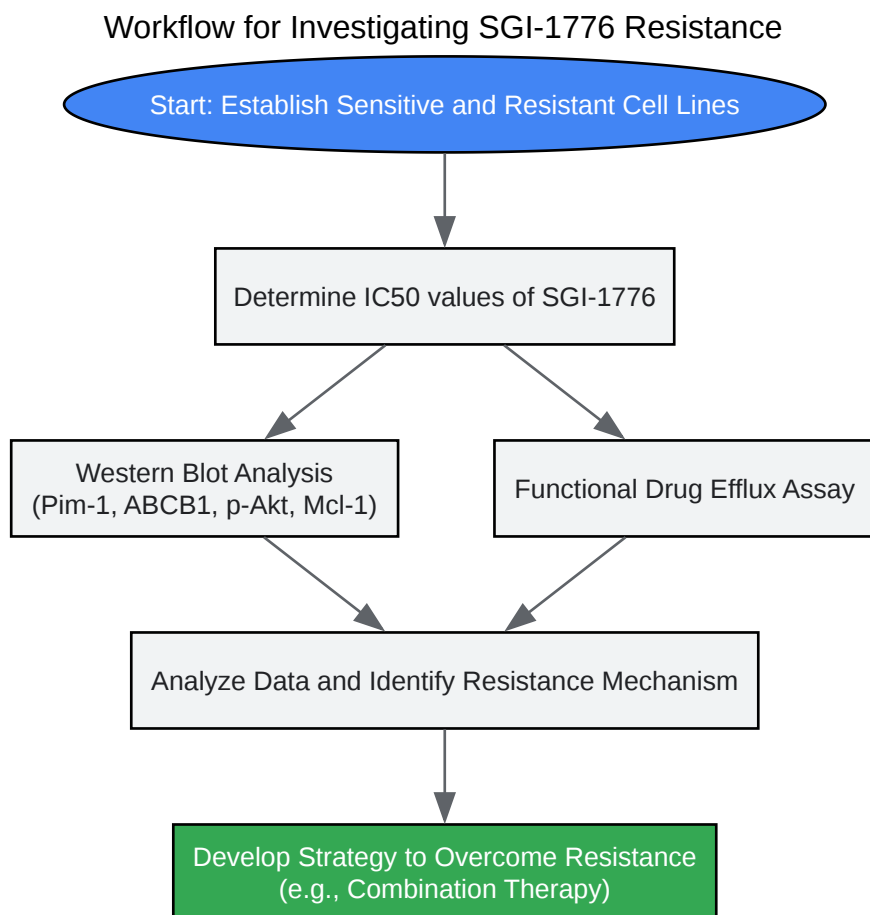 Workflow for Investigating SGI-1776 Resistance
Start: Establish Sensitive and Resistant Cell Lines
Determine IC50 values of SGI-1776
Western Blot Analysis
(Pim-1, ABCB1, p-Akt, Mcl-1)
Functional Drug Efflux Assay
Analyze Data and Identify Resistance Mechanism
Develop Strategy to Overcome Resistance
(e.g., Combination Therapy)